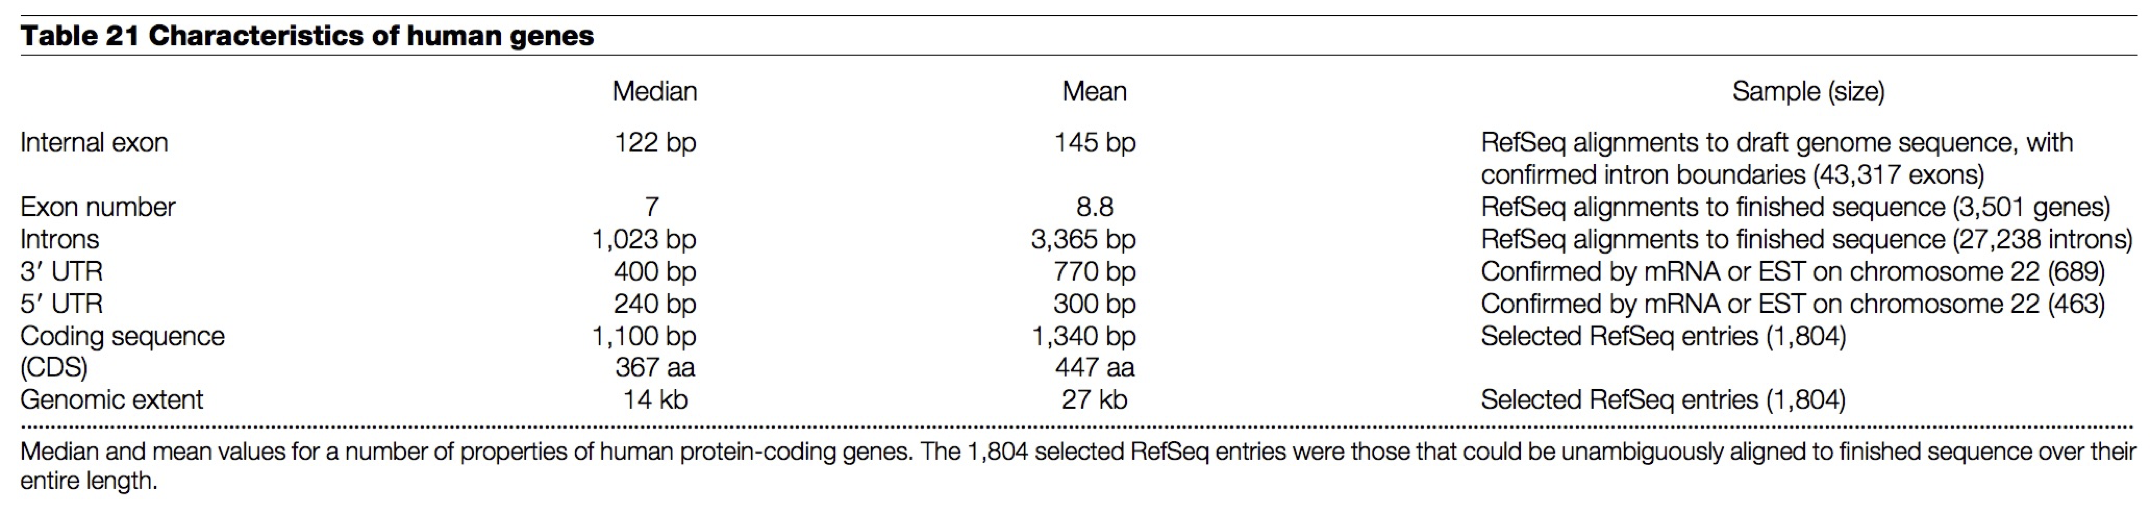 Table 21 Characteristics of human genes
Median Mean Sample (size)
Internal exon 122 bp 145 bp RefSeq alignments to draft genome sequence, with
confirmed intron boundaries (43,317 exons)
Exon number 7 8.8 RefSeq alignments to finished sequence (3,501 genes)
Introns 1,023 bp 3,365 bp RefSeq alignments to finished sequence (27,238 introns)
3′ UTR 400 bp 770 bp Confirmed by mRNA or EST on chromosome 22 (689)
5′ UTR 240 bp 300 bp Confirmed by mRNA or EST on chromosome 22 (463)
Coding sequence 1,100 bp 1,340 bp Selected RefSeq entries (1,804)
(CDS) 367 aa 447 aa
Genomic extent 14 kb 27 kb Selected RefSeq entries (1,804)
Median and mean values for a number of properties of human protein-coding genes. The 1,804 selected RefSeq entries were those that could be unambiguously aligned to finished sequence over their
entire length.